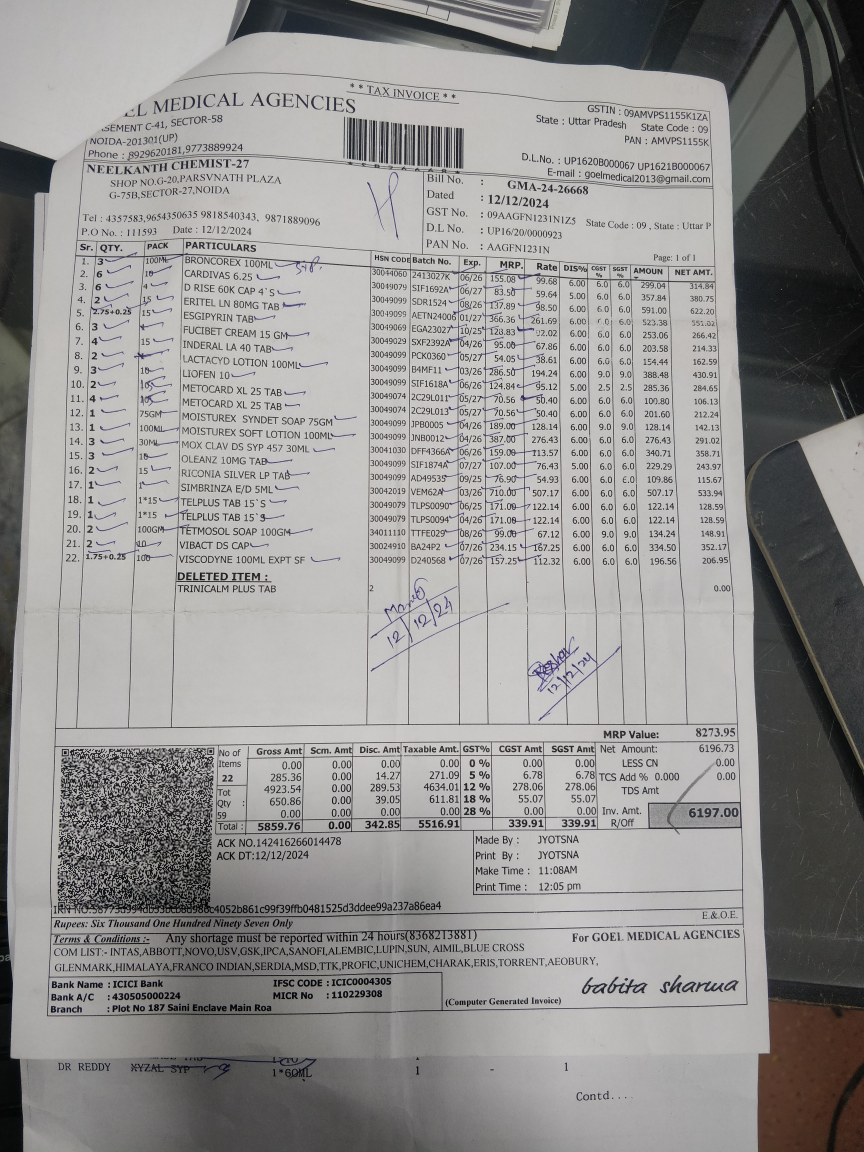 ** TAX INVOICE **
MEDICAL AGENCIES
C-41, SECTOR-58
NOIDA-201301(UP)
Phone : 8929620181,9773889924
GSTIN : 09AMVPS1155K1ZA
State : Uttar Pradesh State Code : 09
PAN : AMVPS1155K
D.L.No. : UP1620B000067 UP1621B000067
E-mail : goelmedical2013@gmail.com
NEELKANTH CHEMIST-27
SHOP NO.G-20,PARSVNATH PLAZA
G-75B,SECTOR-27,NOIDA
Tel : 4357583,9654350635 9818540343, 9871889096
P.O No. : 111593 Date : 12/12/2024
Bill No. : GMA-24-26668
Dated : 12/12/2024
GST No. : 09AAGFN1231N1Z5 State Code : 09 , State : Uttar P
D.L No. : UP16/20/0000923
PAN No. : AAGFN1231N
Page: 1 of 1
Sr. QTY. PACK PARTICULARS HSN CODE Batch No. Exp. MRP. Rate DIS% CGST % SGST % AMOUN NET AMT.
1. 3 100ML BRONCOREX 100ML 30044060 2413027K 06/26 155.08 99.68 6.00 6.0 6.0 299.04 314.84
2. 6 10 CARDIVAS 6.25 30049079 SIF1692A 06/27 83.50 59.64 5.00 6.0 6.0 357.84 380.75
3. 6 4 D RISE 60K CAP 4`S 30049099 SDR1524 08/26 137.89 98.50 6.00 6.0 6.0 591.00 622.20
4. 2 15 ERITEL LN 80MG TAB 30049079 AETN24006 01/27 366.36 261.69 6.00 6.0 523.38 551.02
5. 2.75+0.25 15 ESGIPYRIN TAB 30049069 EGA23027 10/25 128.83 92.02 6.00 6.0 6.0 253.06 266.42
6. 3 FUCIBET CREAM 15 GM 30049099 SXF2392A 04/26 95.00 67.86 6.00 6.0 6.0 203.58 214.33
7. 4 15 INDERAL LA 40 TAB 30049029 PCK0360 05/27 54.05 38.61 6.00 6.0 6.0 154.44 162.59
8. 2 LACTACYD LOTION 100ML 30049099 B4MF11 03/26 286.50 194.24 6.00 9.0 9.0 388.48 430.91
9. 3 10 LIOFEN 10 30049099 SIF1618A 06/26 124.84 95.12 5.00 2.5 2.5 285.36 284.65
10. 2 10 METOCARD XL 25 TAB 30049074 2C29L011 05/27 70.56 50.40 6.00 6.0 6.0 100.80 106.13
11. 4 10 METOCARD XL 25 TAB 30049074 2C29L013 05/27 70.56 50.40 6.00 6.0 6.0 201.60 212.24
12. 1 75GM MOISTUREX SYNDET SOAP 75GM 30049099 JPB0005 04/26 189.00 128.14 6.00 9.0 9.0 128.14 142.13
13. 1 100ML MOISTUREX SOFT LOTION 100ML 30049099 JNB0012 04/26 387.00 276.43 6.00 6.0 6.0 276.43 291.02
14. 3 30ML MOX CLAV DS SYP 457 30ML 30041030 DFF4366A 06/26 159.00 113.57 6.00 6.0 6.0 340.71 358.71
15. 3 10 OLEANZ 10MG TAB 30049099 SIF1874A 07/27 107.00 76.43 5.00 6.0 6.0 229.29 243.97
16. 2 15 RICONIA SILVER LP TAB 30049099 AD49535 09/25 76.90 54.93 6.00 6.0 6.0 109.86 115.67
17. 1 1 SIMBRINZA E/D 5ML 30042019 VEM62A 03/26 710.00 507.17 6.00 6.0 6.0 507.17 533.94
18. 1 1*15 TELPLUS TAB 15`S 30049079 TLPS0090 06/25 171.00 122.14 6.00 6.0 6.0 122.14 128.59
19. 1 1*15 TELPLUS TAB 15`S 30049079 TLPS0094 04/26 171.00 122.14 6.00 6.0 6.0 122.14 128.59
20. 2 100GM TETMOSOL SOAP 100GM 34011110 TTFE029 08/26 99.00 67.12 6.00 9.0 9.0 134.24 148.91
21. 2 10 VIBACT DS CAP 30024910 BA24P2 07/26 234.15 167.25 6.00 6.0 6.0 334.50 352.17
22. 1.75+0.25 100 VISCODYNE 100ML EXPT SF 30049099 D240568 07/26 157.25 112.32 6.00 6.0 6.0 196.56 206.95
DELETED ITEM :
TRINICALM PLUS TAB 2 0.00
12/12/24
12/12/24
MRP Value: 8273.95
No of Items 22 Tot Qty : 59
Gross Amt Scm. Amt Disc. Amt Taxable Amt. GST% CGST Amt SGST Amt
0.00 0.00 0.00 0.00 0 % 0.00 0.00
285.36 0.00 14.27 271.09 5 % 6.78 6.78
4923.54 0.00 289.53 4634.01 12 % 278.06 278.06
650.86 0.00 39.05 611.81 18 % 55.07 55.07
0.00 0.00 0.00 0.00 28 % 0.00 0.00
Total : 5859.76 0.00 342.85 5516.91 339.91 339.91
Net Amount: 6196.73
LESS CN 0.00
TCS Add % 0.000 0.00
TDS Amt
Inv. Amt. 6197.00
R/Off
ACK NO.142416266014478
ACK DT:12/12/2024
Made By : JYOTSNA
Print By : JYOTSNA
Make Time : 11:08AM
Print Time : 12:05 pm
E.&O.E.
Rupees: Six Thousand One Hundred Ninety Seven Only
Terms & Conditions :- Any shortage must be reported within 24 hours(8368213881)
For GOEL MEDICAL AGENCIES
COM LIST:- INTAS,ABBOTT,NOVO,USV,GSK,IPCA,SANOFI,ALEMBIC,LUPIN,SUN, AIMIL,BLUE CROSS
GLENMARK,HIMALAYA,FRANCO INDIAN,SERDIA,MSD,TTK,PROFIC,UNICHEM,CHARAK,ERIS,TORRENT,AEOBURY,
Bank Name : ICICI Bank IFSC CODE : ICIC0004305
Bank A/C : 430505000224 MICR No : 110229308
Branch : Plot No 187 Saini Enclave Main Roa
(Computer Generated Invoice)
babita sharma
DR REDDY XYZAL SYP 1*60ML 1 - 1
Contd....